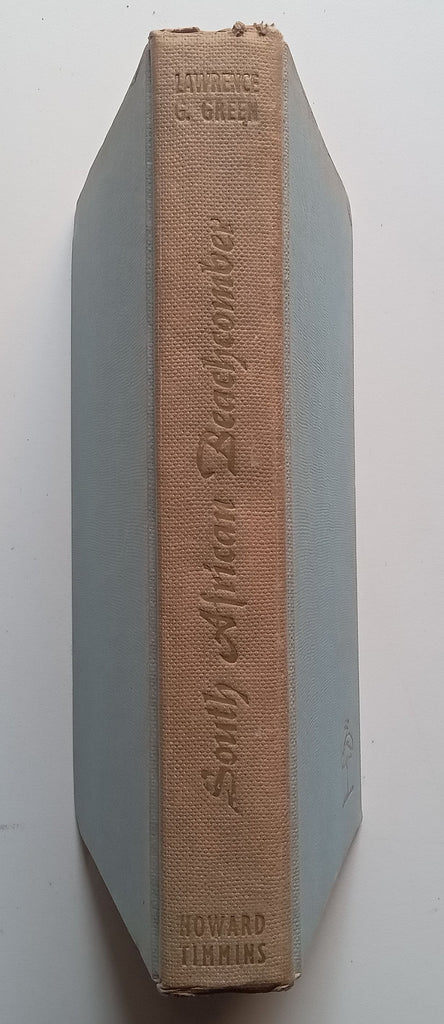 LAWRENCE
G. GREEN
South African Beachcomber
HOWARD
TIMMINS